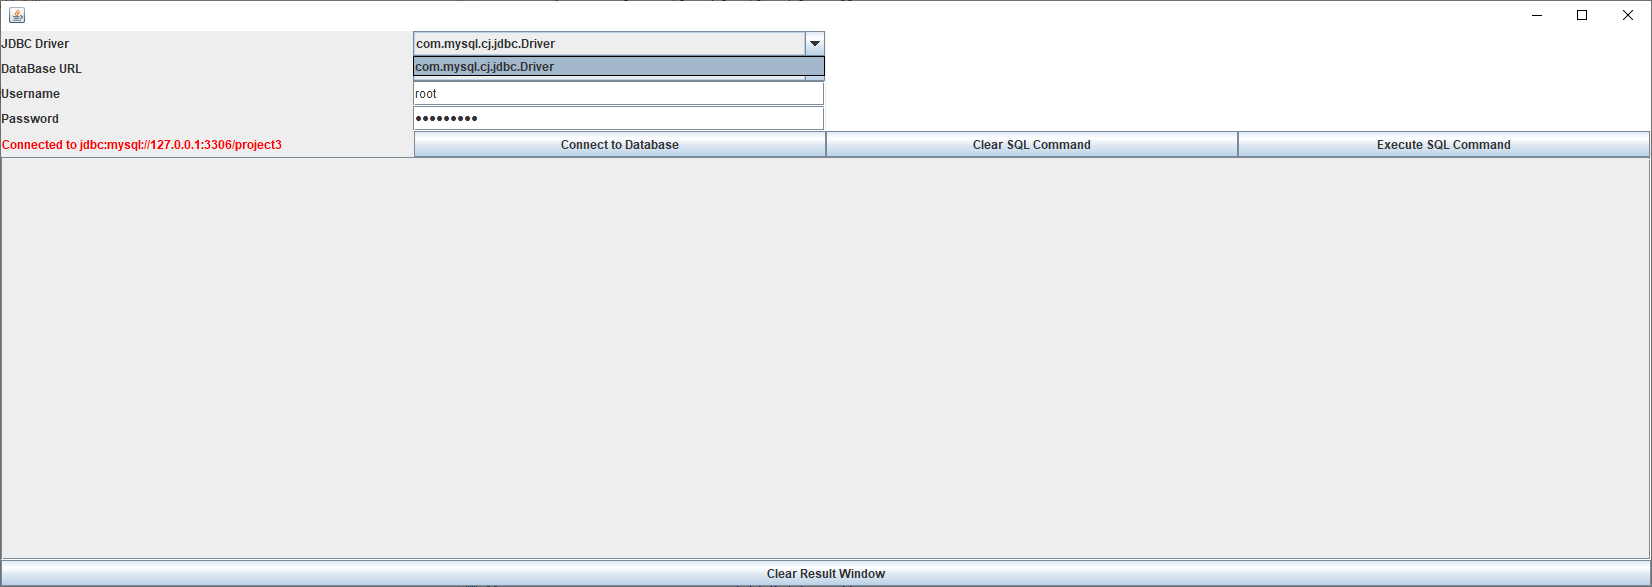 JDBC Driver com.mysql.cj.jdbc.Driver
DataBase URL com.mysql.cj.jdbc.Driver
Username root
Password •••••••••
Connected to jdbc:mysql://127.0.0.1:3306/project3 Connect to Database Clear SQL Command Execute SQL Command
Clear Result Window